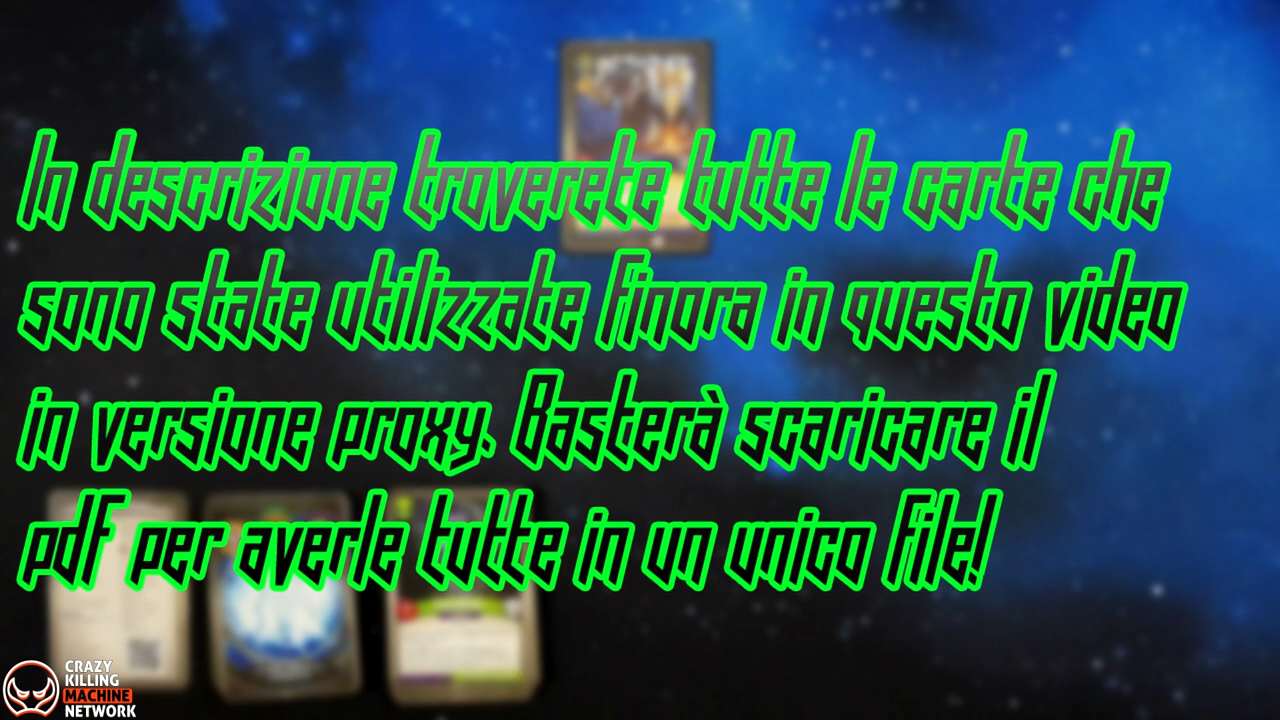 In descrizione troverete tutte le carte che
sono state utilizzate finora in questo video
in versione proxy. Basterà scaricare il
pdf per averle tutte in un unico file!
CRAZY
KILLING
MACHINE
NETWORK